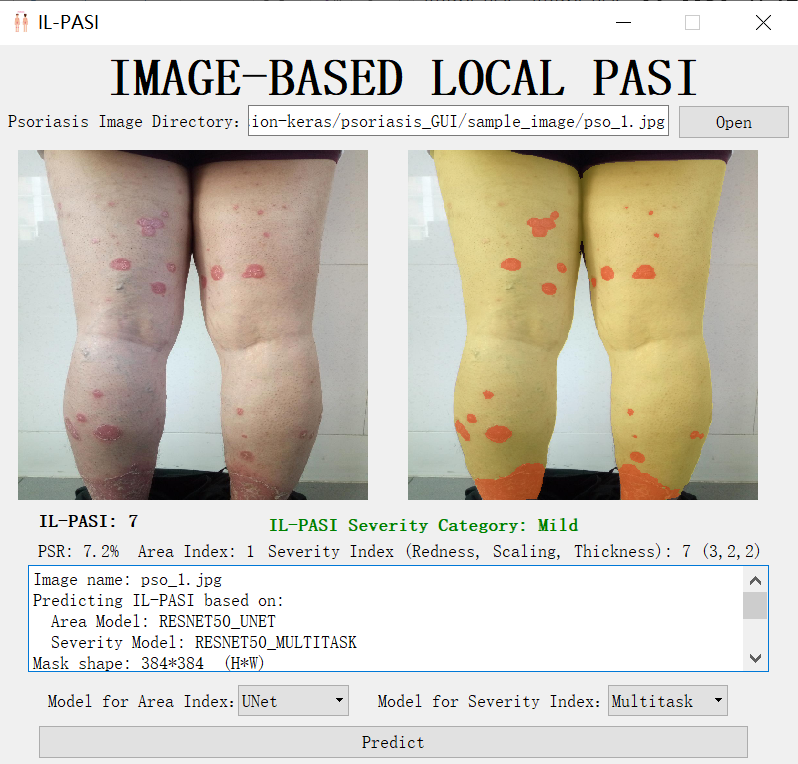 IL-PASI
IMAGE-BASED LOCAL PASI
Psoriasis Image Directory: ion-keras/psoriasis_GUI/sample_image/pso_1.jpg Open
IL-PASI: 7 IL-PASI Severity Category: Mild
PSR: 7.2% Area Index: 1 Severity Index (Redness, Scaling, Thickness): 7 (3,2,2)
Image name: pso_1.jpg
Predicting IL-PASI based on:
Area Model: RESNET50_UNET
Severity Model: RESNET50_MULTITASK
Mask shape: 384*384 (H*W)
Model for Area Index: UNet Model for Severity Index: Multitask
Predict